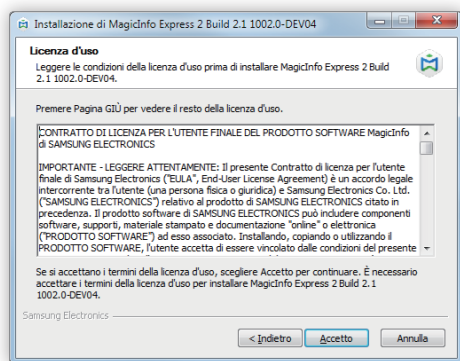 Installazione di MagicInfo Express 2 Build 2.1 1002.0-DEV04
Licenza d'uso
Leggere le condizioni della licenza d'uso prima di installare MagicInfo Express 2 Build
2.1 1002.0-DEV04.
Premere Pagina GIÙ per vedere il resto della licenza d'uso.
CONTRATTO DI LICENZA PER L'UTENTE FINALE DEL PRODOTTO SOFTWARE MagicInfo
di SAMSUNG ELECTRONICS
IMPORTANTE - LEGGERE ATTENTAMENTE: Il presente Contratto di licenza per l'utente
finale di Samsung Electronics ("EULA", End-User License Agreement) è un accordo legale
intercorrente tra l'utente (una persona fisica o giuridica) e Samsung Electronics Co. Ltd.
("SAMSUNG ELECTRONICS") relativo al prodotto di SAMSUNG ELECTRONICS citato in
precedenza. Il prodotto software di SAMSUNG ELECTRONICS può includere componenti
software, supporti, materiale stampato e documentazione "online" o elettronica
("PRODOTTO SOFTWARE") ad esso associato. Installando, copiando o utilizzando il
PRODOTTO SOFTWARE, l'utente accetta di essere vincolato dalle condizioni del presente
Se si accettano i termini della licenza d'uso, scegliere Accetto per continuare. È necessario
accettare i termini della licenza d'uso per installare MagicInfo Express 2 Build 2.1
1002.0-DEV04.
Samsung Electronics
< Indietro
Accetto
Annulla